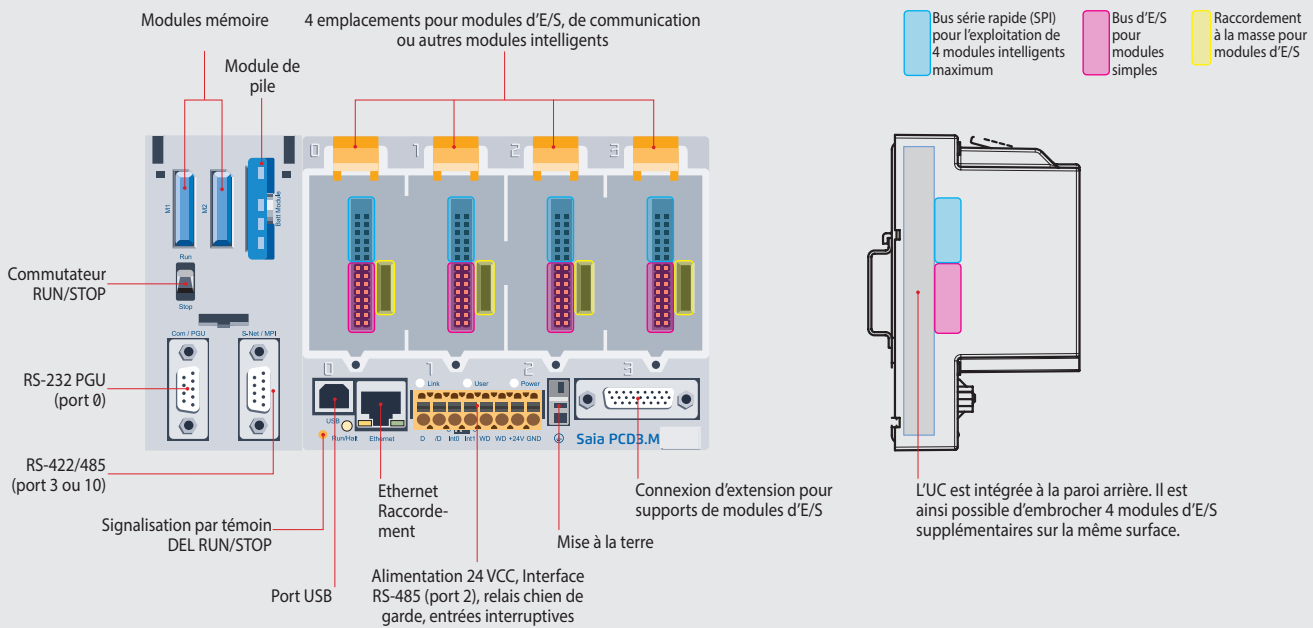 Modules mémoire
4 emplacements pour modules d'E/S, de communication
ou autres modules intelligents
Module de
pile
Bus série rapide (SPI)
pour l'exploitation de
4 modules intelligents
maximum
Bus d'E/S
pour
modules
simples
Raccordement
à la masse pour
modules d'E/S
0 1 2 3
M1
M2
Batt Module
Run
Commutateur
RUN/STOP
Stop
Com / PGU
S-Net / MPI
RS-232 PGU
(port 0)
RS-422/485
(port 3 ou 10)
0 1 2 3
Link User Power
USB
Run/Halt
Ethernet
D /D Int0 Int1 WD WD +24V GND
Saia PCD3.M
Signalisation par témoin
DEL RUN/STOP
Port USB
Ethernet
Raccorde-
ment
Alimentation 24 VCC, Interface
RS-485 (port 2), relais chien de
garde, entrées interruptives
Mise à la terre
Connexion d'extension pour
supports de modules d'E/S
L'UC est intégrée à la paroi arrière. Il est
ainsi possible d'embrocher 4 modules d'E/S
supplémentaires sur la même surface.